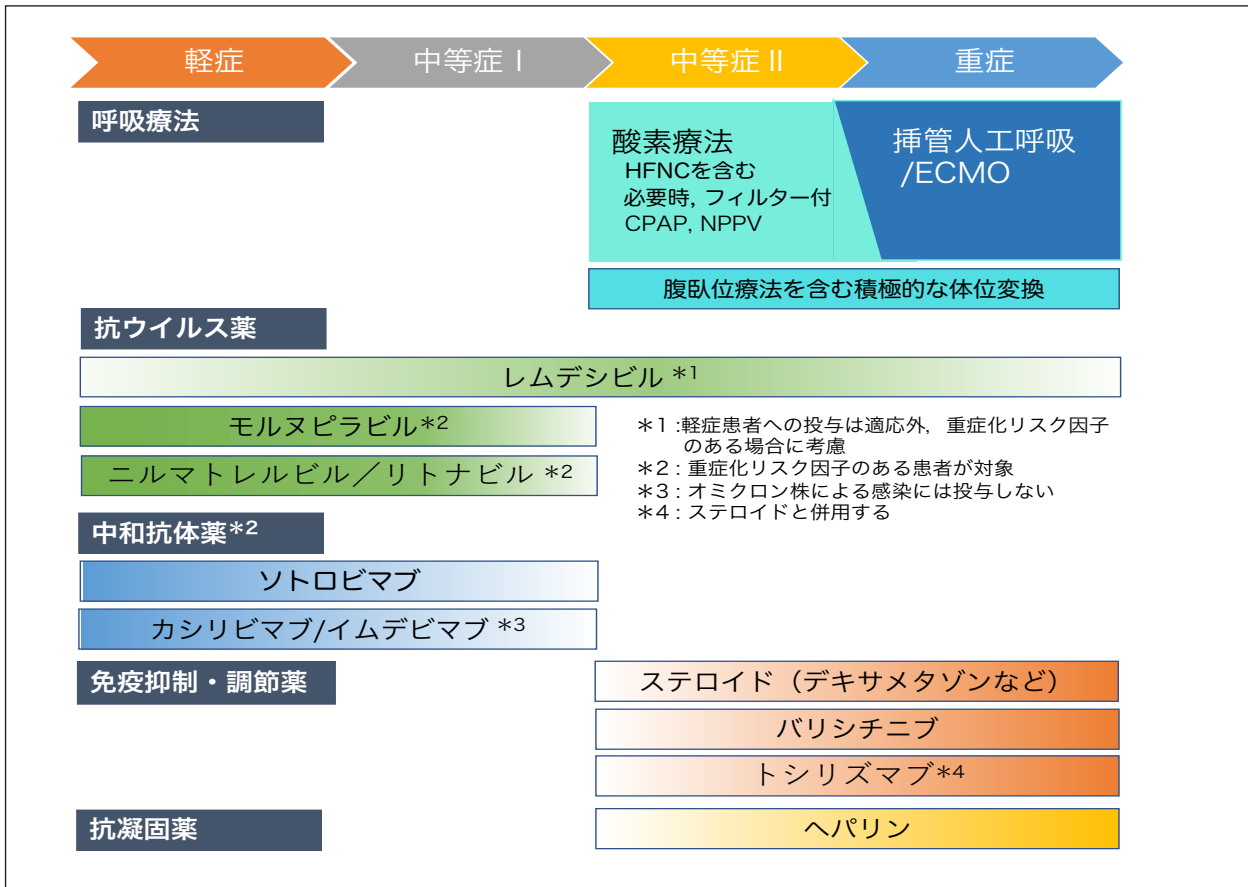 軽症
中等症Ⅰ
中等症Ⅱ
重症
呼吸療法
酸素療法
HFNCを含む
必要時, フィルター付
CPAP, NPPV
挿管人工呼吸
/ECMO
腹臥位療法を含む積極的な体位変換
抗ウイルス薬
レムデシビル *1
モルヌピラビル*2
ニルマトレルビル／リトナビル *2
*1 :軽症患者への投与は適応外, 重症化リスク因子
のある場合に考慮
*2 : 重症化リスク因子のある患者が対象
*3 : オミクロン株による感染には投与しない
*4 : ステロイドと併用する
中和抗体薬*2
ソトロビマブ
カシリビマブ/イムデビマブ *3
免疫抑制・調節薬
ステロイド（デキサメタゾンなど）
バリシチニブ
トシリズマブ*4
抗凝固薬
ヘパリン